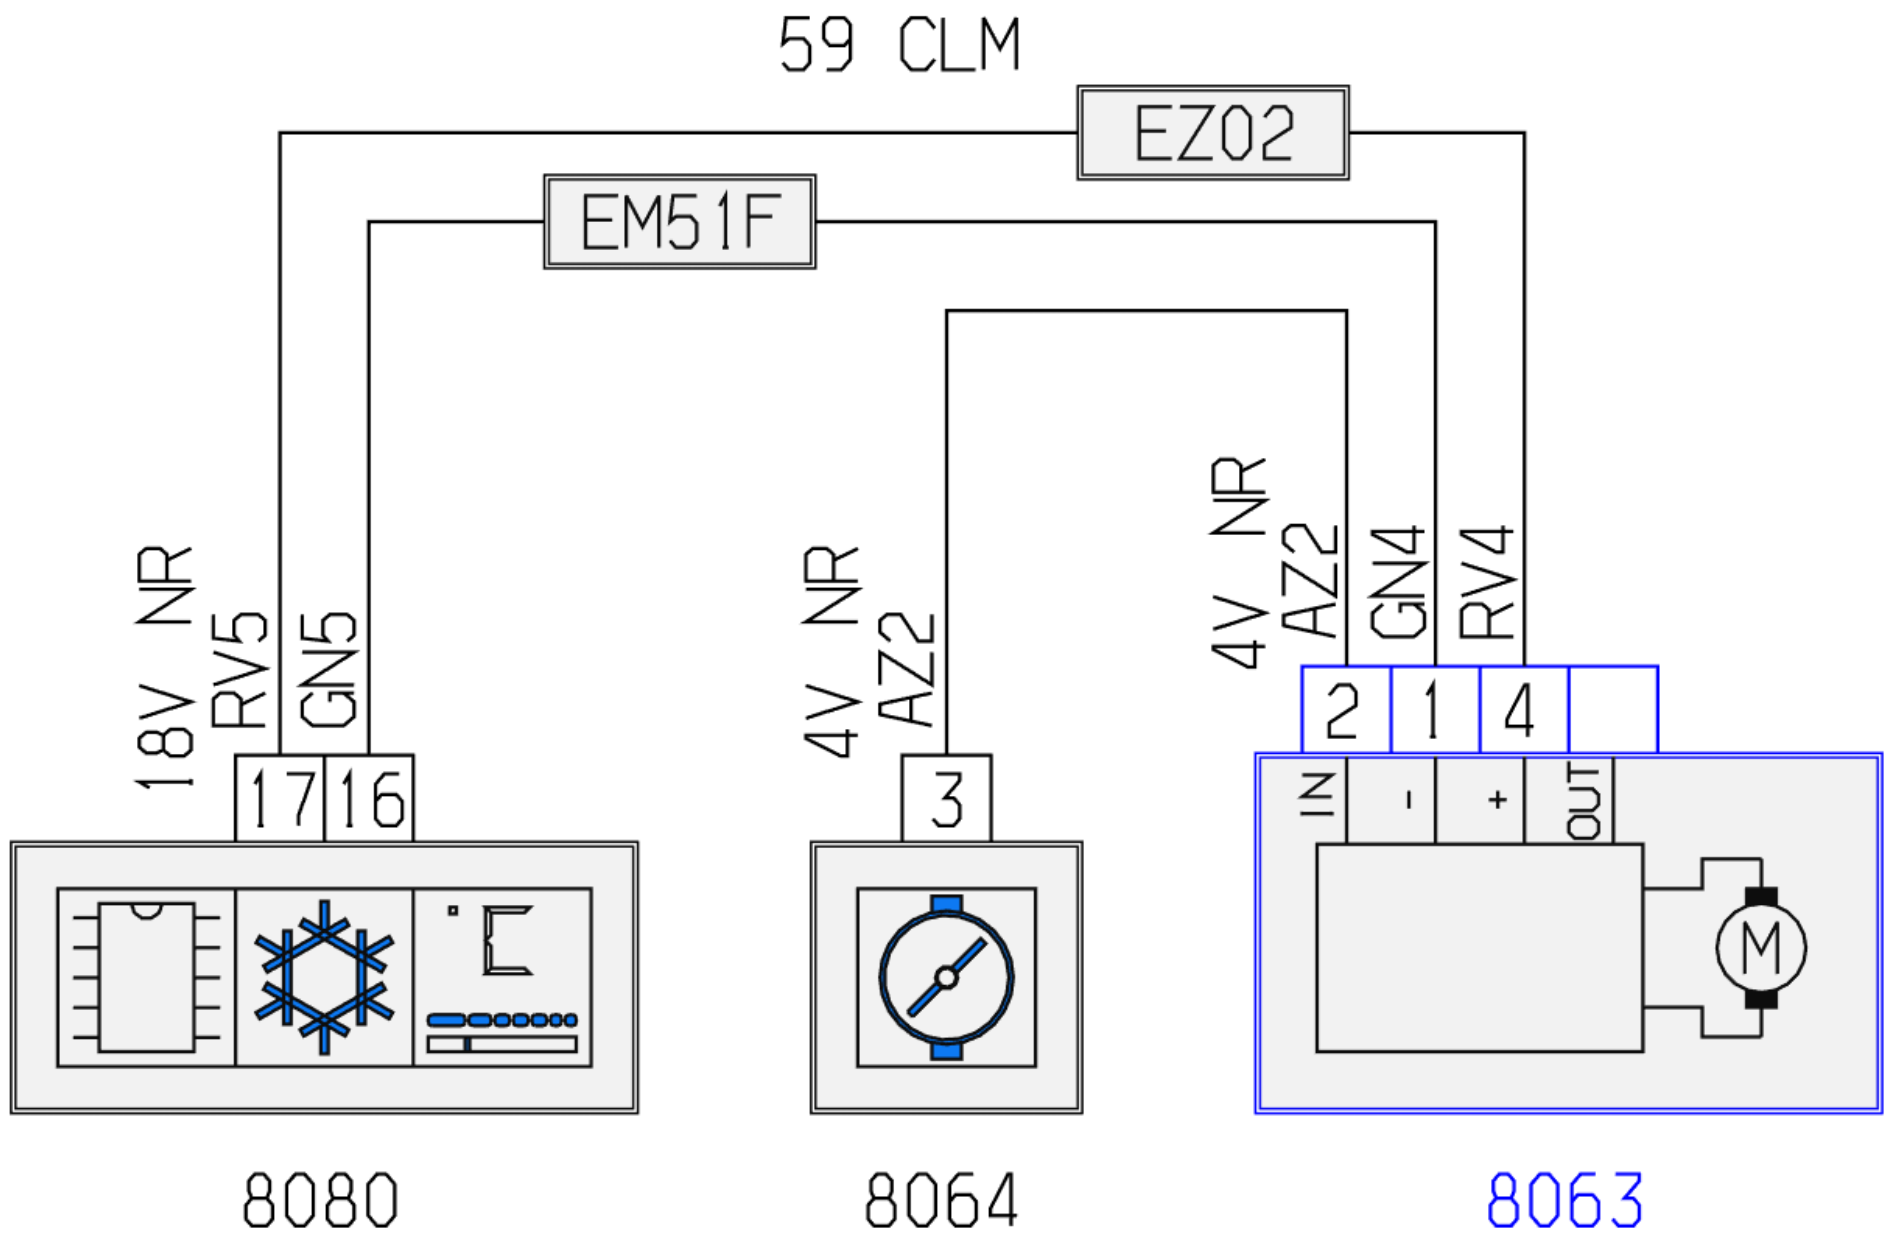 59 CLM
EZ02
EM51F
18V NR
RV5
GN5
4V NR
AZ2
4V NR
AZ2
GN4
RV4
17 16
3
2 1 4
IN - + OUT
°C
M
8080
8064
8063